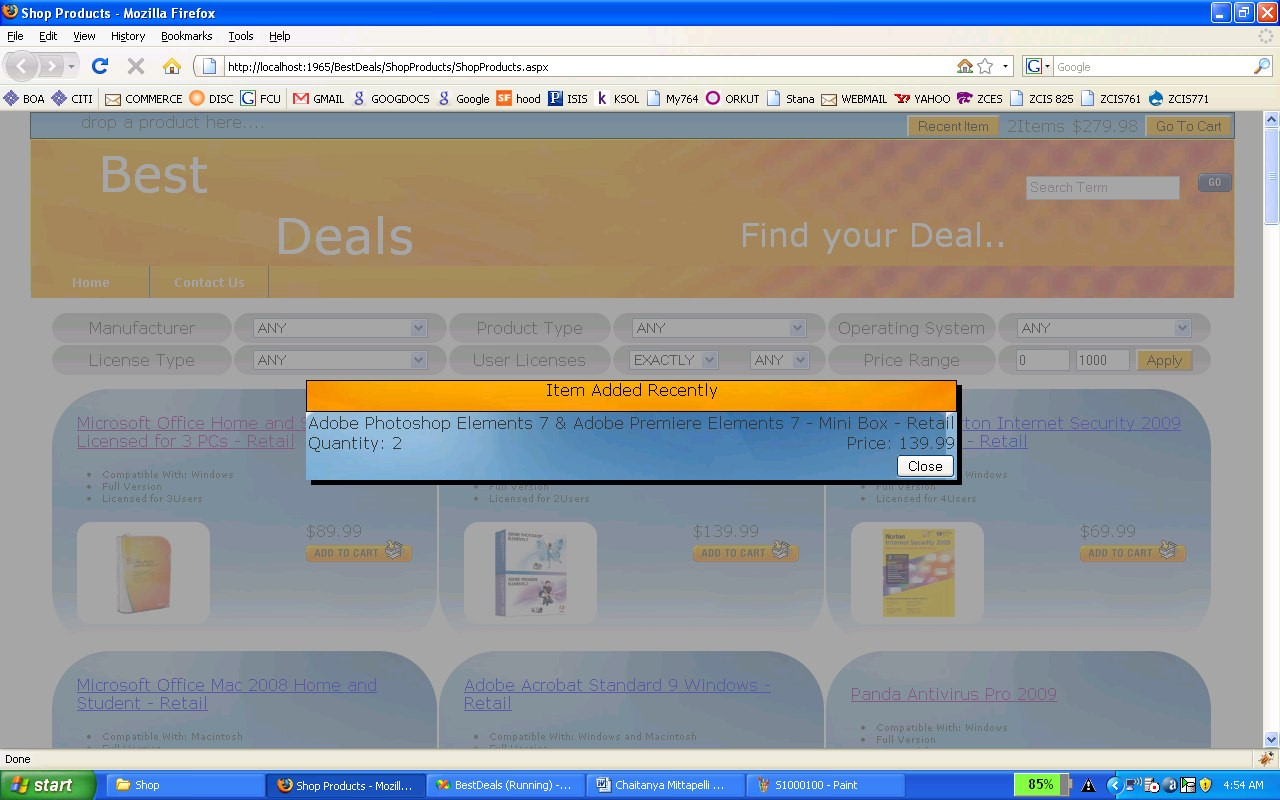 Shop Products - Mozilla Firefox
File Edit View History Bookmarks Tools Help
http://localhost:1965/BestDeals/ShopProducts/ShopProducts.aspx
G Google
BOA CITI COMMERCE DISC FCU GMAIL GOOGDOCS Google hood ISIS KSOL My764 ORKUT Stana WEBMAIL YAHOO ZCES ZCIS 825 ZCIS761 ZCIS771
drop a product here.... Recent Item 2Items $279.98 Go To Cart
Best
Deals
Find your Deal..
Search Term GO
Home Contact Us
Manufacturer ANY Product Type ANY Operating System ANY
License Type ANY User Licenses EXACTLY ANY Price Range 0 1000 Apply
Item Added Recently
Adobe Photoshop Elements 7 & Adobe Premiere Elements 7 - Mini Box - Retail
Quantity: 2 Price: 139.99
Close
Microsoft Office Home and
Licensed for 3 PCs - Retail
Compatible With: Windows
Full Version
Licensed for 3Users
$89.99
ADD TO CART
Full Version
Licensed for 2Users
$139.99
ADD TO CART
Internet Security 2009
- Retail
Windows
Full Version
Licensed for 4Users
$69.99
ADD TO CART
Microsoft Office Mac 2008 Home and
Student - Retail
Compatible With: Macintosh
Full Version
Adobe Acrobat Standard 9 Windows -
Retail
Compatible With: Windows and Macintosh
Full Version
Panda Antivirus Pro 2009
Compatible With: Windows
Full Version
Done
start Shop Shop Products - Mozill... BestDeals (Running) -... Chaitanya Mittapelli ... S1000100 - Paint 85% 4:54 AM